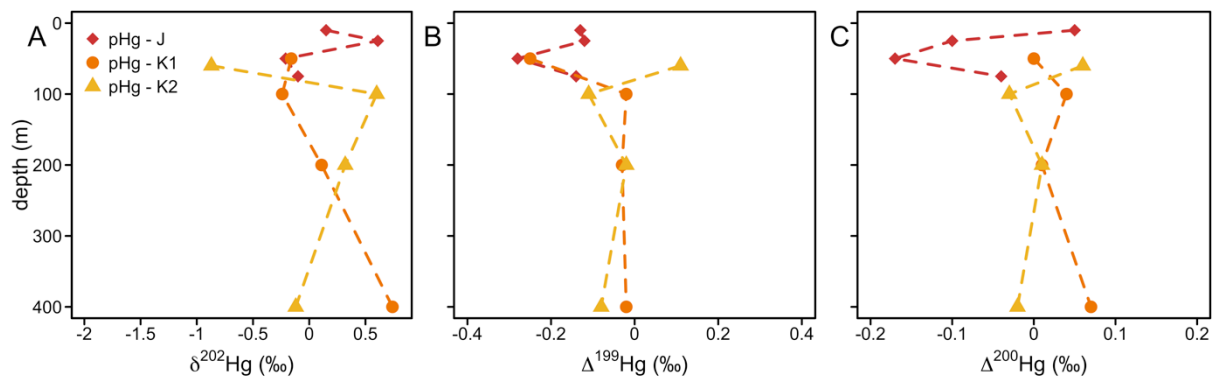 A
B
C
pHg - J
pHg - K1
pHg - K2
depth (m)
0
100
200
300
400
-2
-1.5
-1
-0.5
0
0.5
δ²⁰²Hg (‰)
-0.4
-0.2
0
0.2
0.4
Δ¹⁹⁹Hg (‰)
-0.2
-0.1
0
0.1
0.2
Δ²⁰⁰Hg (‰)